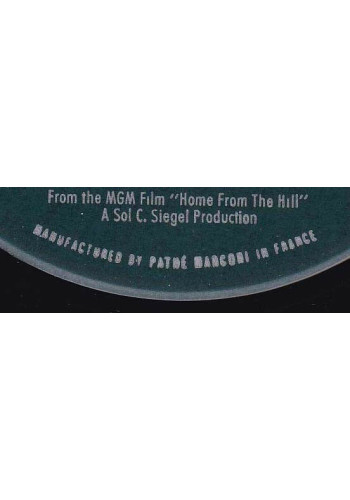 From the MGM Film "Home From The Hill"
A Sol C. Siegel Production
MANUFACTURED BY PATHÉ MARCONI IN FRANCE